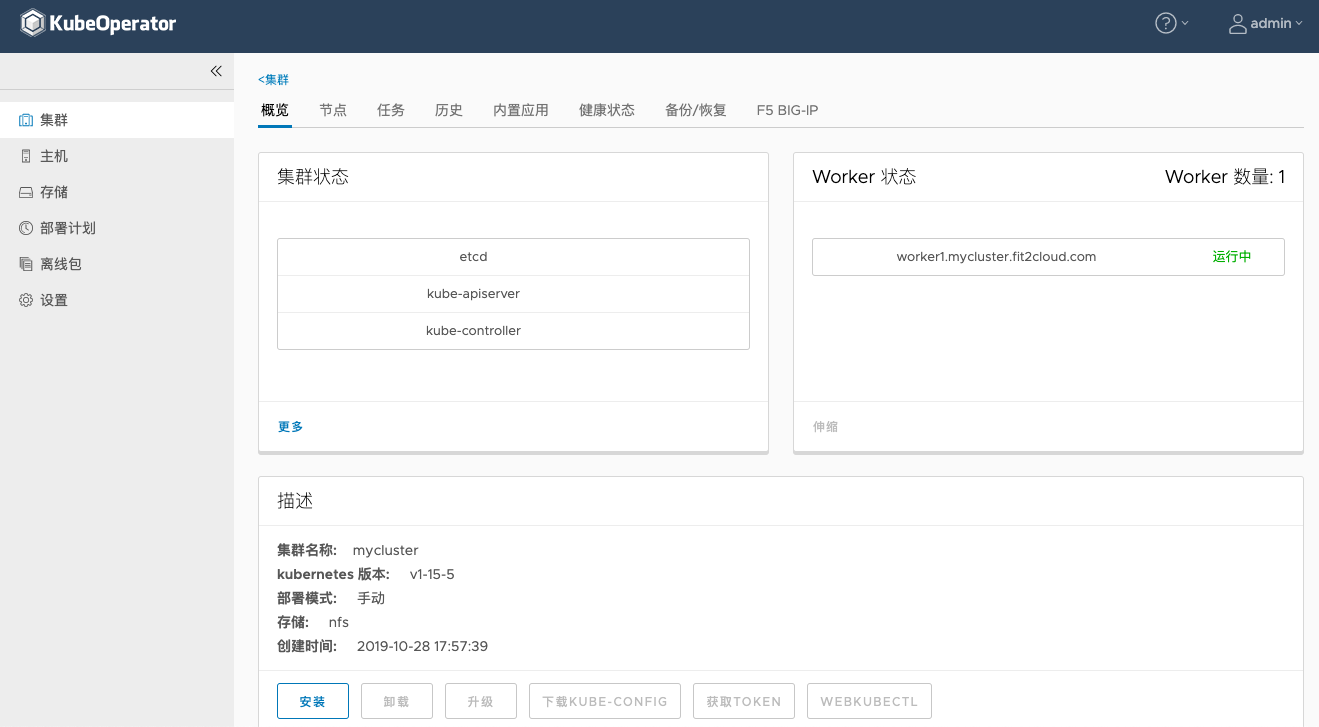 KubeOperator
admin
<集群
概览 节点 任务 历史 内置应用 健康状态 备份/恢复 F5 BIG-IP
集群
主机
存储
部署计划
离线包
设置
集群状态
etcd
kube-apiserver
kube-controller
更多
Worker 状态 Worker 数量: 1
worker1.mycluster.fit2cloud.com 运行中
伸缩
描述
集群名称: mycluster
kubernetes 版本: v1-15-5
部署模式: 手动
存储: nfs
创建时间: 2019-10-28 17:57:39
安装 卸载 升级 下载KUBE-CONFIG 获取TOKEN WEBKUBECTL